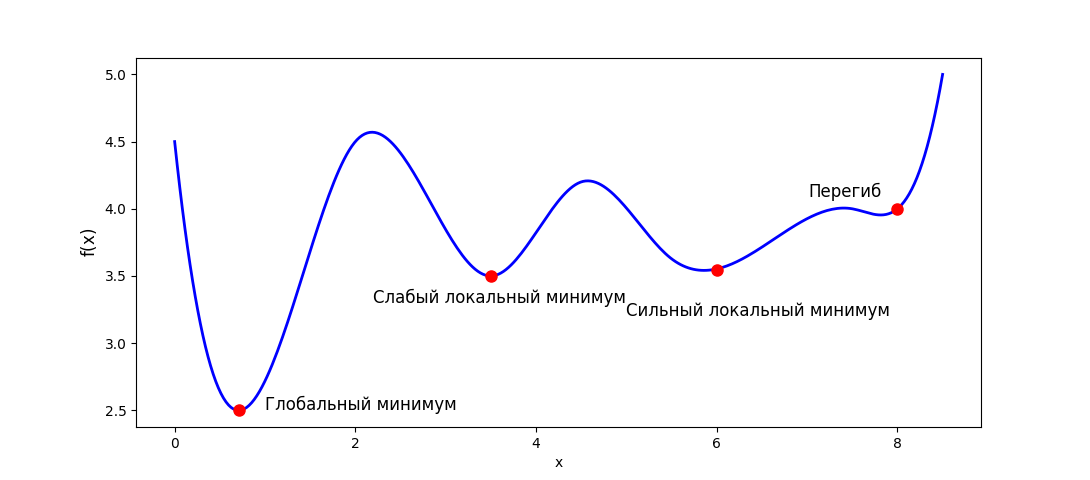 5.0
4.5
4.0
3.5
3.0
2.5
f(x)
Перегиб
Слабый локальный минимум
Сильный локальный минимум
Глобальный минимум
0 2 4 6 8
x